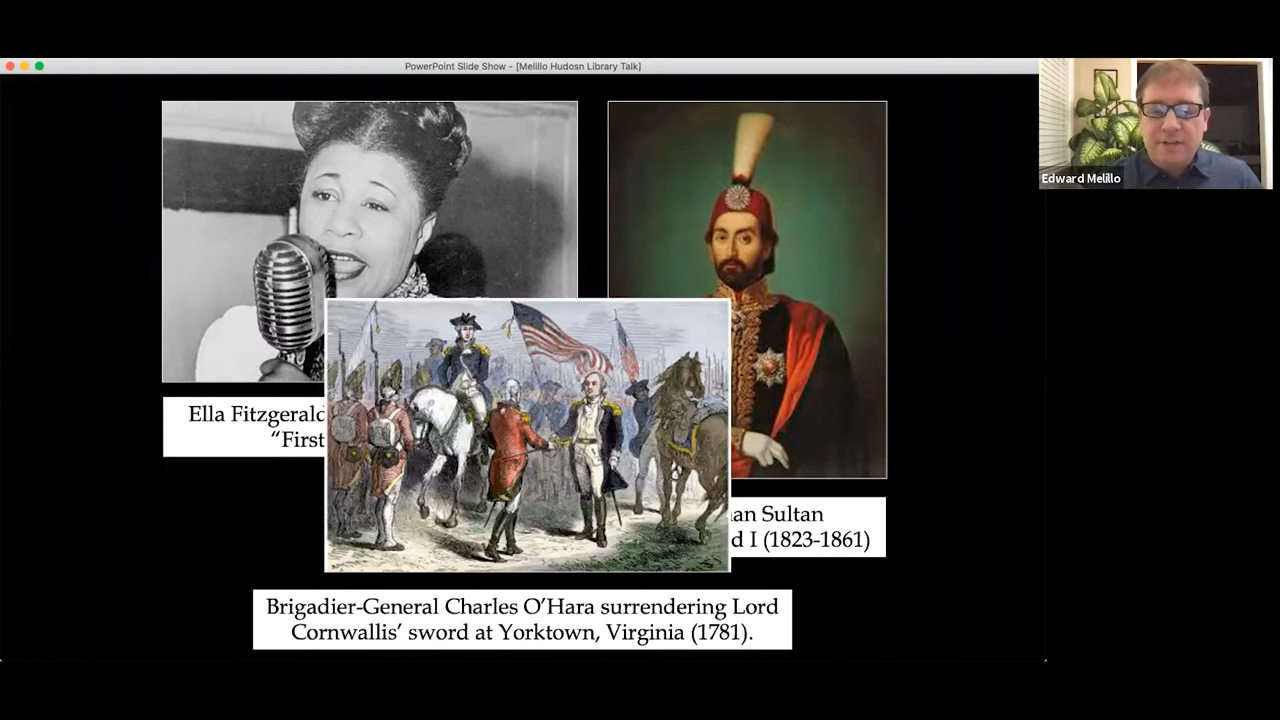 PowerPoint Slide Show - [Melillo Hudosn Library Talk]
Edward Melillo
Ella Fitzgerald
“First
Sultan
I (1823-1861)
Brigadier-General Charles O’Hara surrendering Lord
Cornwallis’ sword at Yorktown, Virginia (1781).